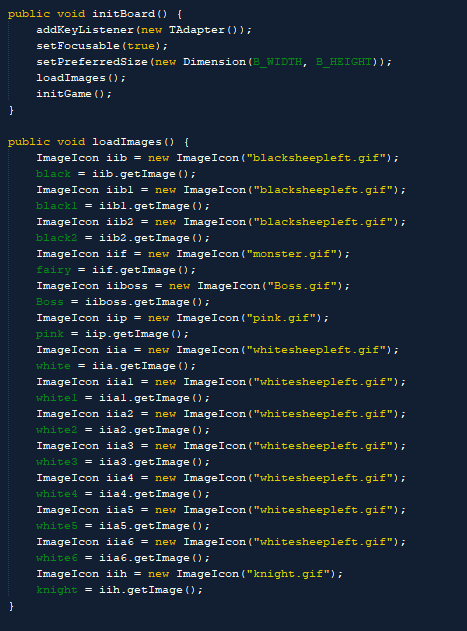 public void initBoard() {
    addKeyListener(new TAdapter());
    setFocusable(true);
    setPreferredSize(new Dimension(B_WIDTH, B_HEIGHT));
    loadImages();
    initGame();
}

public void loadImages() {
    ImageIcon iib = new ImageIcon("blacksheepleft.gif");
    black = iib.getImage();
    ImageIcon iib1 = new ImageIcon("blacksheepleft.gif");
    black1 = iib1.getImage();
    ImageIcon iib2 = new ImageIcon("blacksheepleft.gif");
    black2 = iib2.getImage();
    ImageIcon iif = new ImageIcon("monster.gif");
    fairy = iif.getImage();
    ImageIcon iiboss = new ImageIcon("Boss.gif");
    Boss = iiboss.getImage();
    ImageIcon iip = new ImageIcon("pink.gif");
    pink = iip.getImage();
    ImageIcon iia = new ImageIcon("whitesheepleft.gif");
    white = iia.getImage();
    ImageIcon iia1 = new ImageIcon("whitesheepleft.gif");
    white1 = iia1.getImage();
    ImageIcon iia2 = new ImageIcon("whitesheepleft.gif");
    white2 = iia2.getImage();
    ImageIcon iia3 = new ImageIcon("whitesheepleft.gif");
    white3 = iia3.getImage();
    ImageIcon iia4 = new ImageIcon("whitesheepleft.gif");
    white4 = iia4.getImage();
    ImageIcon iia5 = new ImageIcon("whitesheepleft.gif");
    white5 = iia5.getImage();
    ImageIcon iia6 = new ImageIcon("whitesheepleft.gif");
    white6 = iia6.getImage();
    ImageIcon iih = new ImageIcon("knight.gif");
    knight = iih.getImage();
}